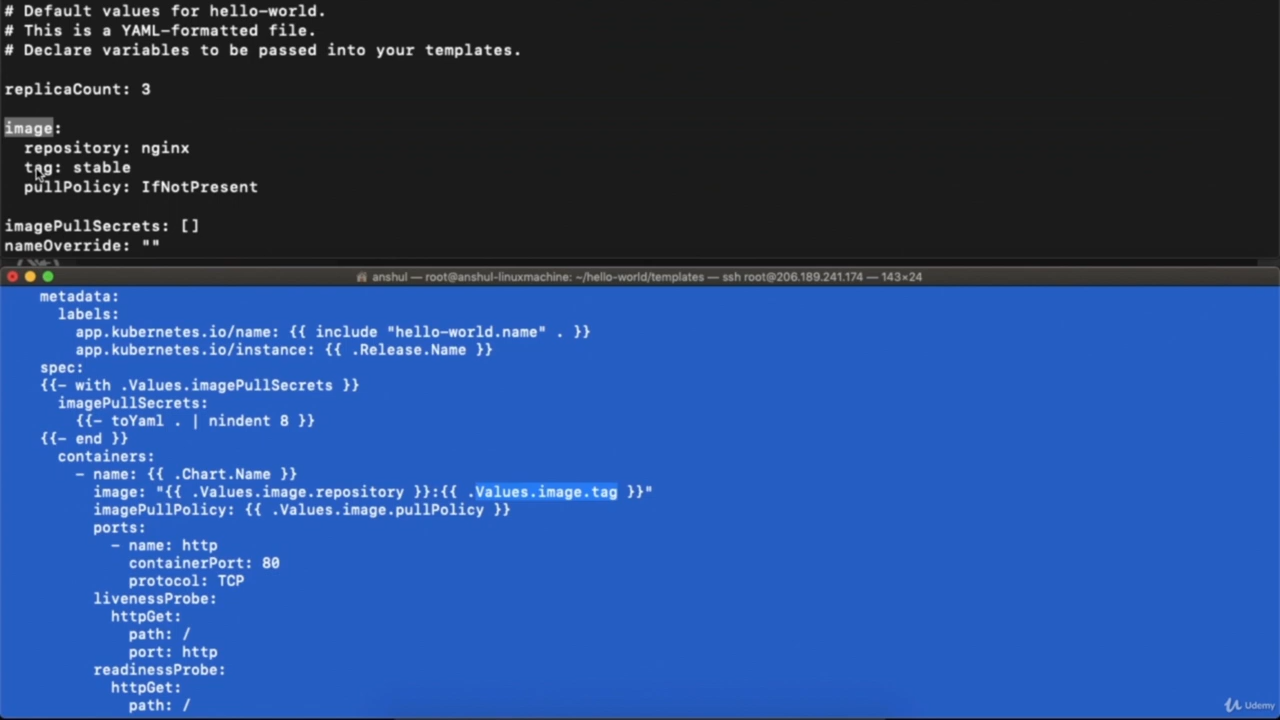 # Default values for hello-world.
# This is a YAML-formatted file.
# Declare variables to be passed into your templates.
replicaCount: 3
image:
  repository: nginx
  tag: stable
  pullPolicy: IfNotPresent
imagePullSecrets: []
nameOverride: ""
anshul — root@anshul-linuxmachine: ~/hello-world/templates — ssh root@206.189.241.174 — 143×24
    metadata:
      labels:
        app.kubernetes.io/name: {{ include "hello-world.name" . }}
        app.kubernetes.io/instance: {{ .Release.Name }}
    spec:
    {{- with .Values.imagePullSecrets }}
      imagePullSecrets:
        {{- toYaml . | nindent 8 }}
    {{- end }}
      containers:
        - name: {{ .Chart.Name }}
          image: "{{ .Values.image.repository }}:{{ .Values.image.tag }}"
          imagePullPolicy: {{ .Values.image.pullPolicy }}
          ports:
            - name: http
              containerPort: 80
              protocol: TCP
          livenessProbe:
            httpGet:
              path: /
              port: http
          readinessProbe:
            httpGet:
              path: /
Udemy